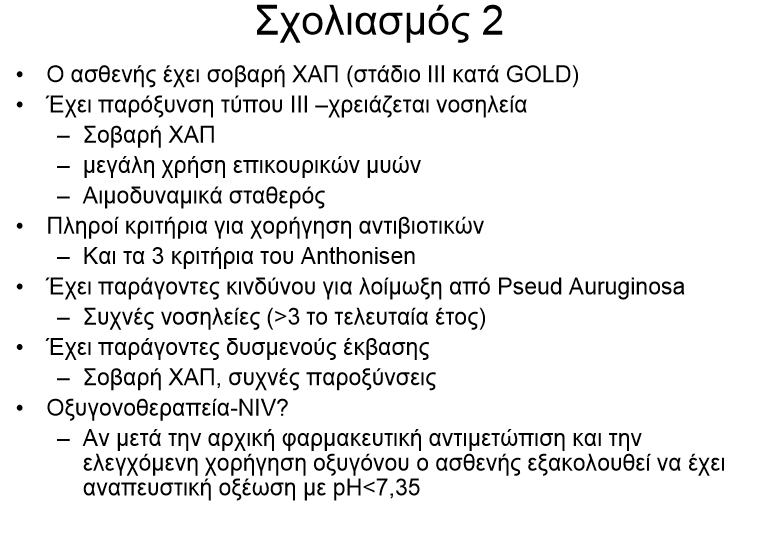 Σχολιασμός 2
• Ο ασθενής έχει σοβαρή ΧΑΠ (στάδιο ΙΙΙ κατά GOLD)
• Έχει παρόξυνση τύπου ΙΙΙ –χρειάζεται νοσηλεία
– Σοβαρή ΧΑΠ
– μεγάλη χρήση επικουρικών μυών
– Αιμοδυναμικά σταθερός
• Πληροί κριτήρια για χορήγηση αντιβιοτικών
– Και τα 3 κριτήρια του Anthonisen
• Έχει παράγοντες κινδύνου για λοίμωξη από Pseud Auruginosa
– Συχνές νοσηλείες (>3 το τελευταία έτος)
• Έχει παράγοντες δυσμενούς έκβασης
– Σοβαρή ΧΑΠ, συχνές παροξύνσεις
• Οξυγονοθεραπεία-NIV?
– Αν μετά την αρχική φαρμακευτική αντιμετώπιση και την
ελεγχόμενη χορήγηση οξυγόνου ο ασθενής εξακολουθεί να έχει
αναπευστική οξέωση με pH<7,35